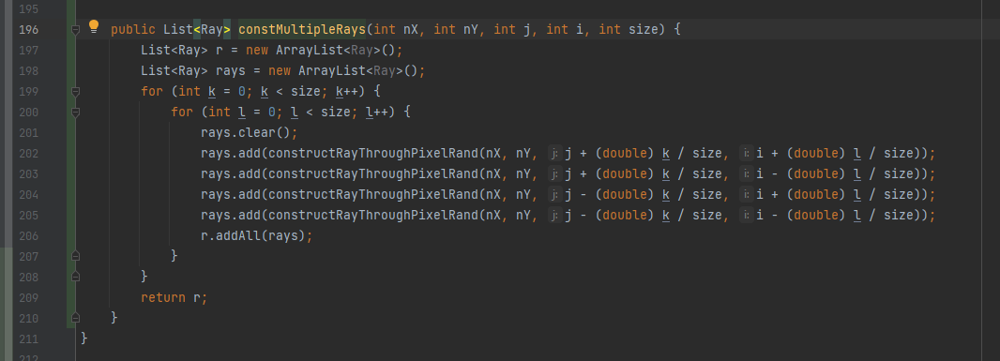 195
196 public List<Ray> constMultipleRays(int nX, int nY, int j, int i, int size) {
197 List<Ray> r = new ArrayList<Ray>();
198 List<Ray> rays = new ArrayList<Ray>();
199 for (int k = 0; k < size; k++) {
200 for (int l = 0; l < size; l++) {
201 rays.clear();
202 rays.add(constructRayThroughPixelRand(nX, nY, j: j + (double) k / size, i: i + (double) l / size));
203 rays.add(constructRayThroughPixelRand(nX, nY, j: j + (double) k / size, i: i - (double) l / size));
204 rays.add(constructRayThroughPixelRand(nX, nY, j: j - (double) k / size, i: i + (double) l / size));
205 rays.add(constructRayThroughPixelRand(nX, nY, j: j - (double) k / size, i: i - (double) l / size));
206 r.addAll(rays);
207 }
208 }
209 return r;
210 }
211 }
212